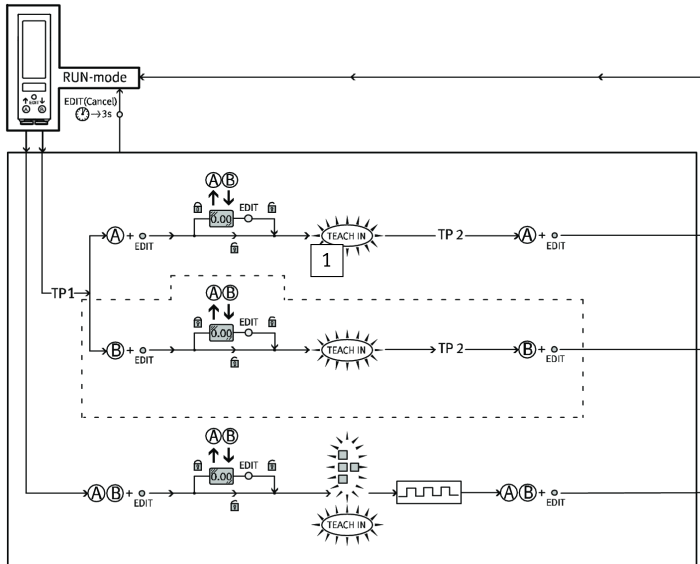 RUN-mode
EDIT
A B
EDIT(Cancel)
→3s
A B
A + EDIT 0.00 EDIT TEACH IN TP 2 A + EDIT
1
TP1
A B
B + EDIT 0.00 EDIT TEACH IN TP 2 B + EDIT
A B
A B + EDIT 0.00 EDIT A B + EDIT
TEACH IN